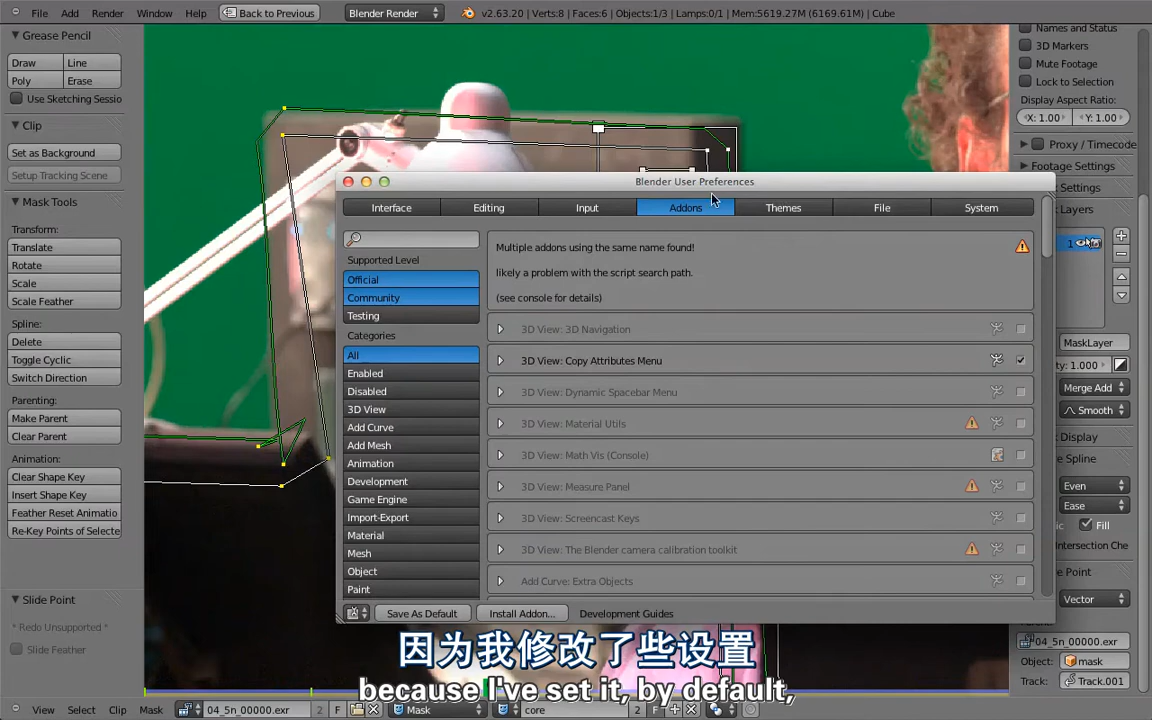 File Add Render Window Help Back to Previous Blender Render v2.63.20 | Verts:8 | Faces:6 | Objects:1/3 | Lamps:0/1 | Mem:5619.27M (6169.61M) | Cube
Grease Pencil
Draw Line
Poly Erase
Use Sketching Sessio
Clip
Set as Background
Setup Tracking Scene
Mask Tools
Transform:
Translate
Rotate
Scale
Scale Feather
Spline:
Delete
Toggle Cyclic
Switch Direction
Parenting:
Make Parent
Clear Parent
Animation:
Clear Shape Key
Insert Shape Key
Feather Reset Animatio
Re-Key Points of Selecte
Slide Point
* Redo Unsupported *
Slide Feather
Blender User Preferences
Interface Editing Input Addons Themes File System
Supported Level
Official
Community
Testing
Categories
All
Enabled
Disabled
3D View
Add Curve
Add Mesh
Animation
Development
Game Engine
Import-Export
Material
Mesh
Object
Paint
Multiple addons using the same name found!
likely a problem with the script search path.
(see console for details)
3D View: 3D Navigation
3D View: Copy Attributes Menu
3D View: Dynamic Spacebar Menu
3D View: Material Utils
3D View: Math Vis (Console)
3D View: Measure Panel
3D View: Screencast Keys
3D View: The Blender camera calibration toolkit
Add Curve: Extra Objects
Save As Default Install Addon... Development Guides
Names and Status
3D Markers
Mute Footage
Lock to Selection
Display Aspect Ratio:
X: 1.00 Y: 1.00
Proxy / Timecode
Footage Settings
Settings
Layers
1
MaskLayer
ty: 1.000
Merge Add
Smooth
Display
Spline
Even
Ease
Fill
Intersection Che
Point
Vector
Parent:
04_5n_00000.exr
Object: mask
Track: Track.001
因为我修改了些设置
because I've set it, by default,
View Select Clip Mask 04_5n_00000.exr 2 F Mask core 2 F